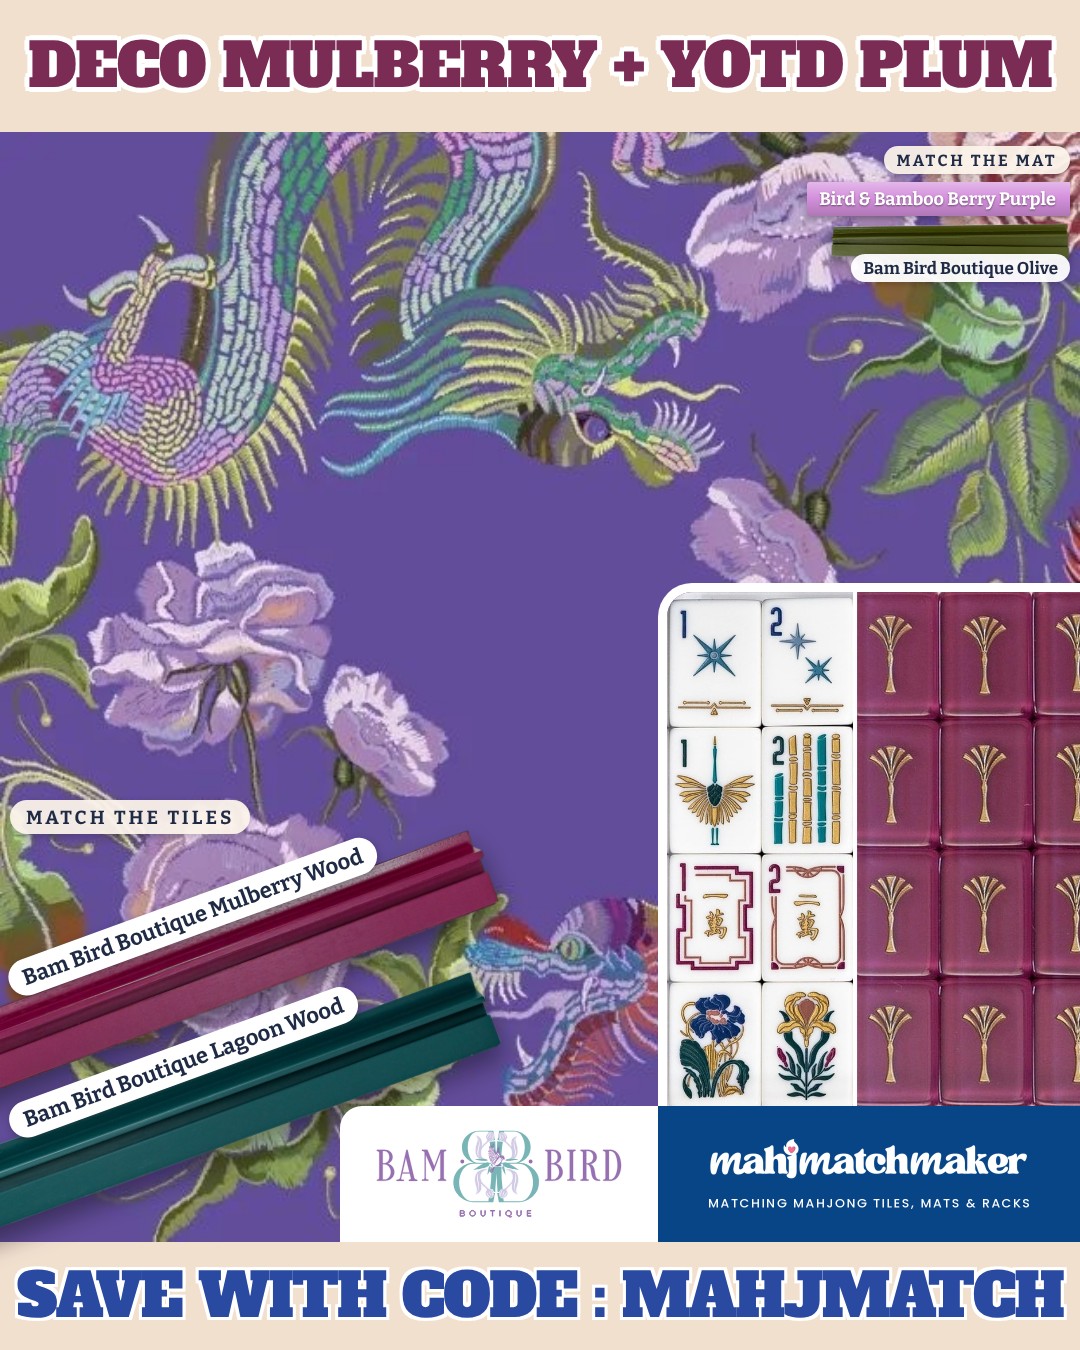 DECO MULBERRY + YOTD PLUM
MATCH THE MAT
Bird & Bamboo Berry Purple
Bam Bird Boutique Olive
1
2
1
2
1
一
萬
2
二
萬
MATCH THE TILES
Bam Bird Boutique Mulberry Wood
Bam Bird Boutique Lagoon Wood
BAM BIRD
BOUTIQUE
mahjmatchmaker
MATCHING MAHJONG TILES, MATS & RACKS
SAVE WITH CODE : MAHJMATCH